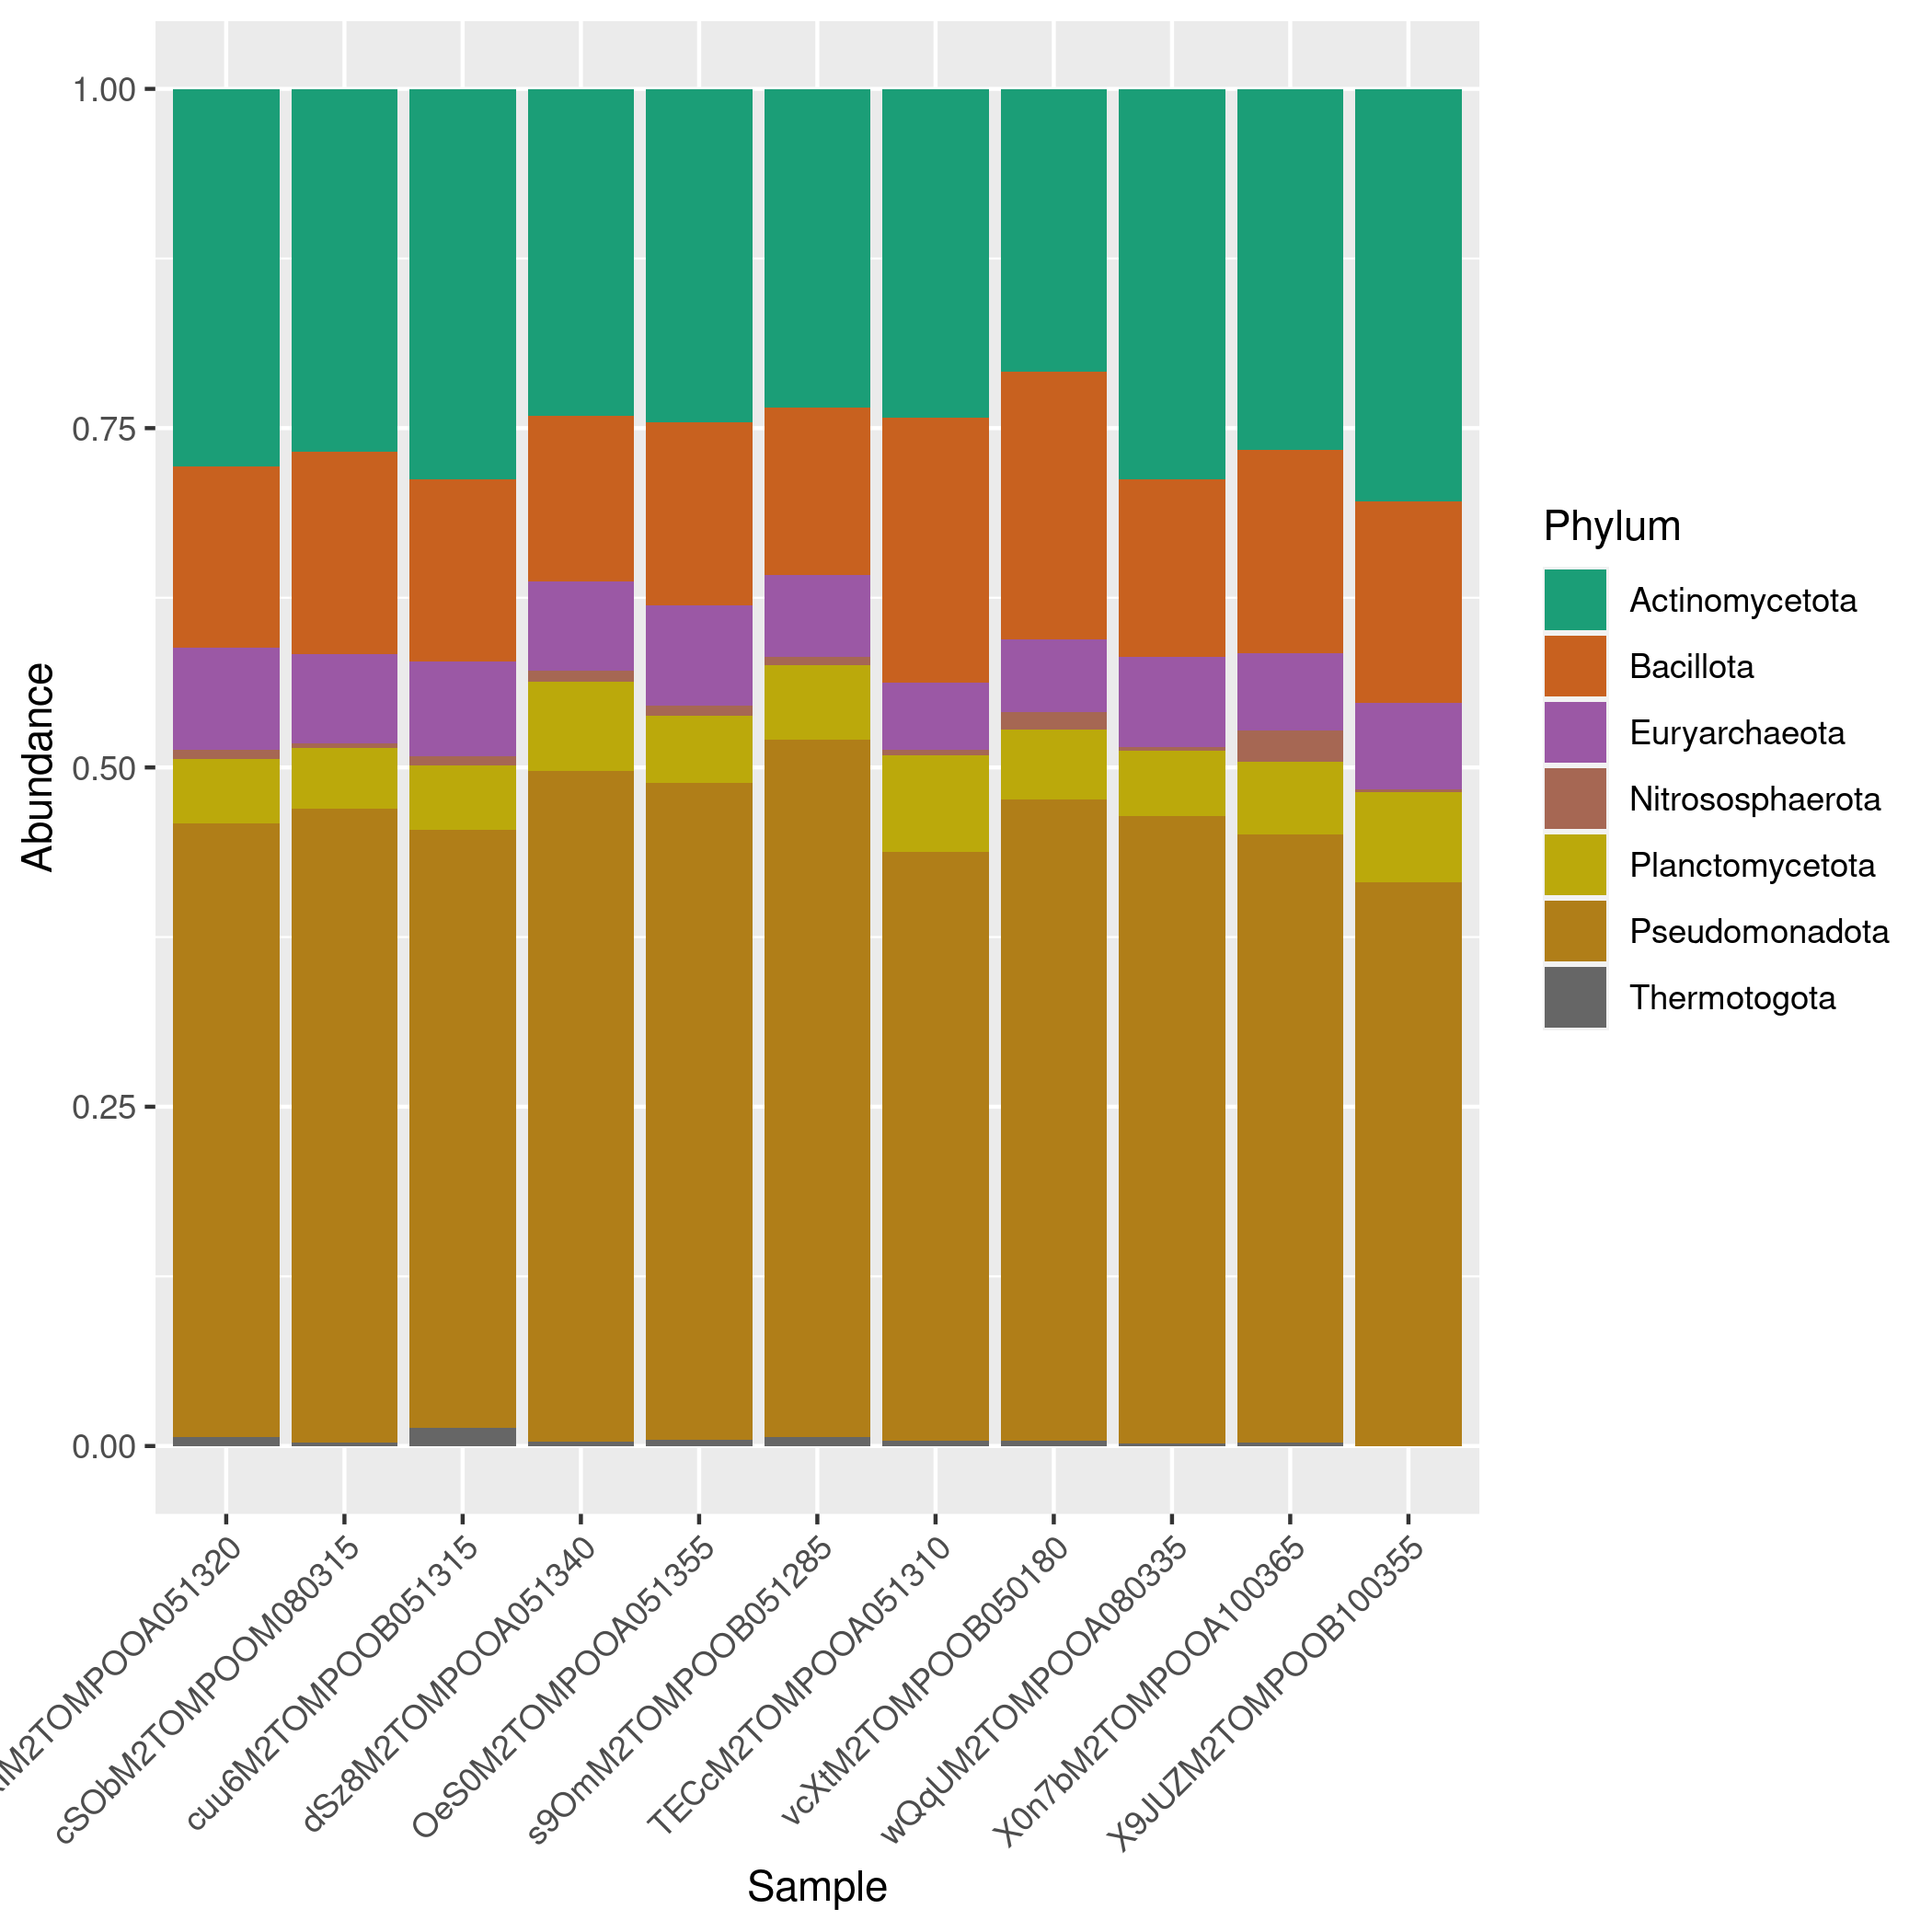 Abundance
1.00
0.75
0.50
0.25
0.00
M2TOMPOOA051320
cSObM2TOMPOOM080315
cuu6M2TOMPOOB051315
dSz8M2TOMPOOA051340
OeS0M2TOMPOOA051355
s9OmM2TOMPOOB051285
TECcM2TOMPOOA051310
vcXtM2TOMPOOB050180
wQqUM2TOMPOOA080335
X0n7bM2TOMPOOA100365
X9JUZM2TOMPOOB100355
Sample
Phylum
Actinomycetota
Bacillota
Euryarchaeota
Nitrososphaerota
Planctomycetota
Pseudomonadota
Thermotogota